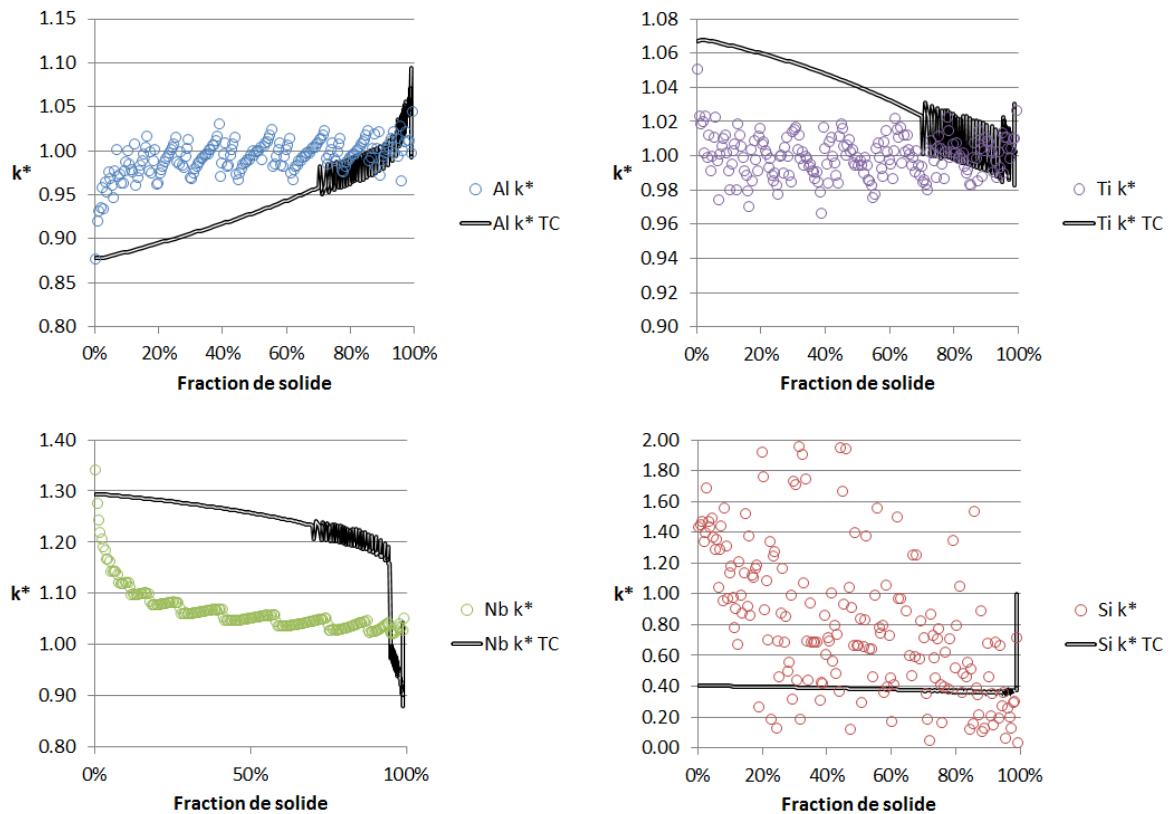 1.15
1.10
1.05
1.00
k*
0.95
0.90
0.85
0.80
0% 20% 40% 60% 80% 100%
Fraction de solide
Al k*
Al k* TC
1.08
1.06
1.04
1.02
1.00
k*
0.98
0.96
0.94
0.92
0.90
0% 20% 40% 60% 80% 100%
Fraction de solide
Ti k*
Ti k* TC
1.40
1.30
1.20
k*
1.10
1.00
0.90
0.80
0% 50% 100%
Fraction de solide
Nb k*
Nb k* TC
2.00
1.80
1.60
1.40
1.20
k*
1.00
0.80
0.60
0.40
0.20
0.00
0% 20% 40% 60% 80% 100%
Fraction de solide
Si k*
Si k* TC